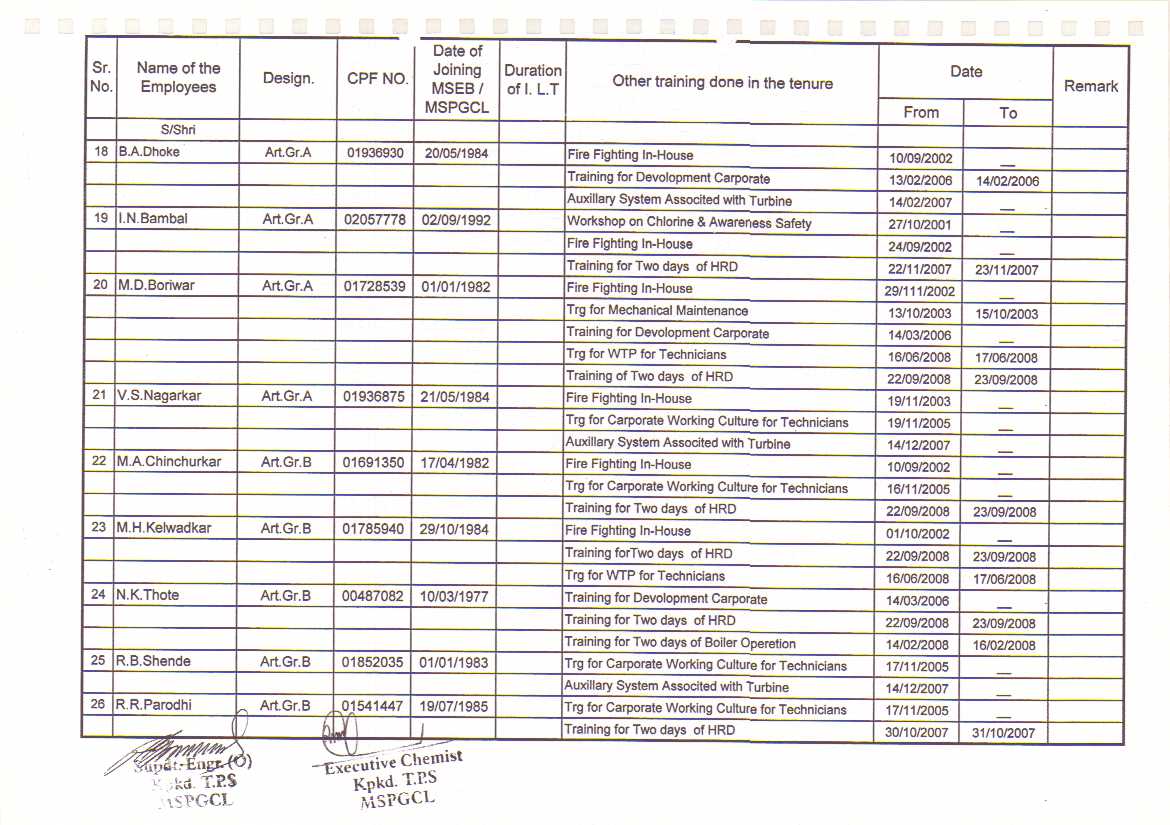 Sr. No. Name of the Employees Design. CPF NO. Date of Joining MSEB / MSPGCL Duration of I. L.T Other training done in the tenure Date From To Remark
S/Shri
18 B.A.Dhoke Art.Gr.A 01936930 20/05/1984 Fire Fighting In-House 10/09/2002 __
Training for Devolopment Carporate 13/02/2006 14/02/2006
Auxillary System Associted with Turbine 14/02/2007 __
19 I.N.Bambal Art.Gr.A 02057778 02/09/1992 Workshop on Chlorine & Awareness Safety 27/10/2001 __
Fire Fighting In-House 24/09/2002 __
Training for Two days of HRD 22/11/2007 23/11/2007
20 M.D.Boriwar Art.Gr.A 01728539 01/01/1982 Fire Fighting In-House 29/111/2002 __
Trg for Mechanical Maintenance 13/10/2003 15/10/2003
Training for Devolopment Carporate 14/03/2006 __
Trg for WTP for Technicians 16/06/2008 17/06/2008
Training of Two days of HRD 22/09/2008 23/09/2008
21 V.S.Nagarkar Art.Gr.A 01936875 21/05/1984 Fire Fighting In-House 19/11/2003 __
Trg for Carporate Working Culture for Technicians 19/11/2005 __
Auxillary System Associted with Turbine 14/12/2007 __
22 M.A.Chinchurkar Art.Gr.B 01691350 17/04/1982 Fire Fighting In-House 10/09/2002 __
Trg for Carporate Working Culture for Technicians 16/11/2005 __
Training for Two days of HRD 22/09/2008 23/09/2008
23 M.H.Kelwadkar Art.Gr.B 01785940 29/10/1984 Fire Fighting In-House 01/10/2002 __
Training forTwo days of HRD 22/09/2008 23/09/2008
Trg for WTP for Technicians 16/06/2008 17/06/2008
24 N.K.Thote Art.Gr.B 00487082 10/03/1977 Training for Devolopment Carporate 14/03/2006 __
Training for Two days of HRD 22/09/2008 23/09/2008
Training for Two days of Boiler Operetion 14/02/2008 16/02/2008
25 R.B.Shende Art.Gr.B 01852035 01/01/1983 Trg for Carporate Working Culture for Technicians 17/11/2005
Auxillary System Associted with Turbine 14/12/2007 __
26 R.R.Parodhi Art.Gr.B 01541447 19/07/1985 Trg for Carporate Working Culture for Technicians 17/11/2005 __
Training for Two days of HRD 30/10/2007 31/10/2007
Supdt. Engr. (O) Executive Chemist
Kpkd. T.P.S Kpkd. T.P.S
MSPGCL MSPGCL